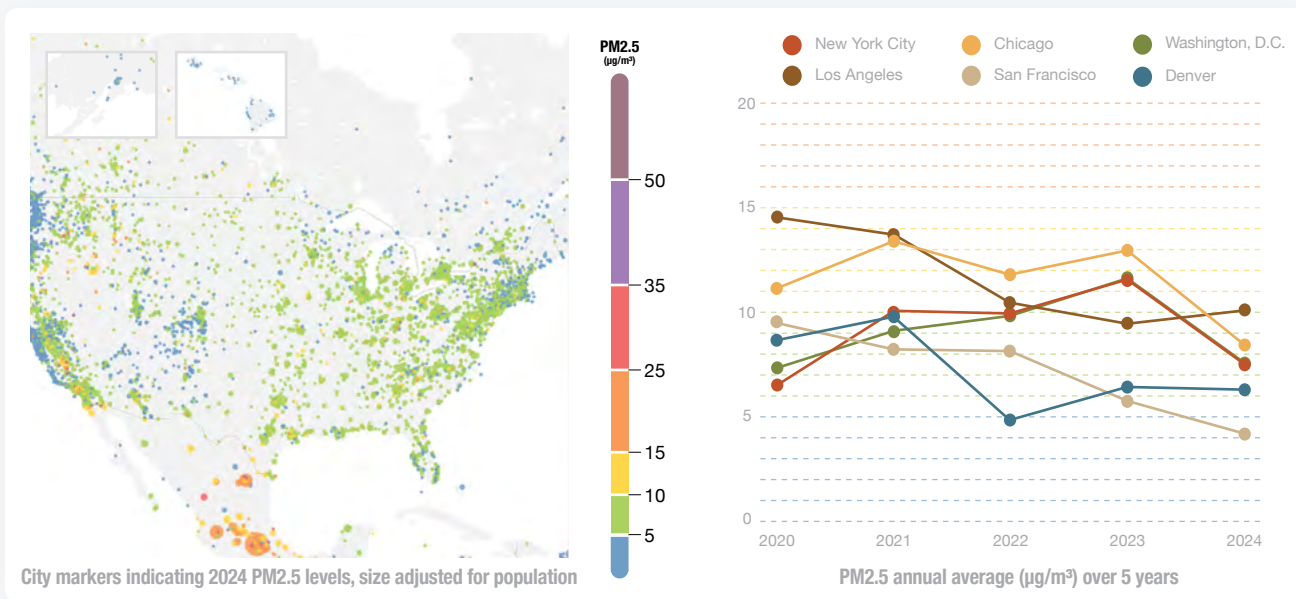 PM2.5
(µg/m³)
50
35
25
15
10
5
City markers indicating 2024 PM2.5 levels, size adjusted for population
New York City
Chicago
Washington, D.C.
Los Angeles
San Francisco
Denver
20
15
10
5
0
2020 2021 2022 2023 2024
PM2.5 annual average (µg/m³) over 5 years